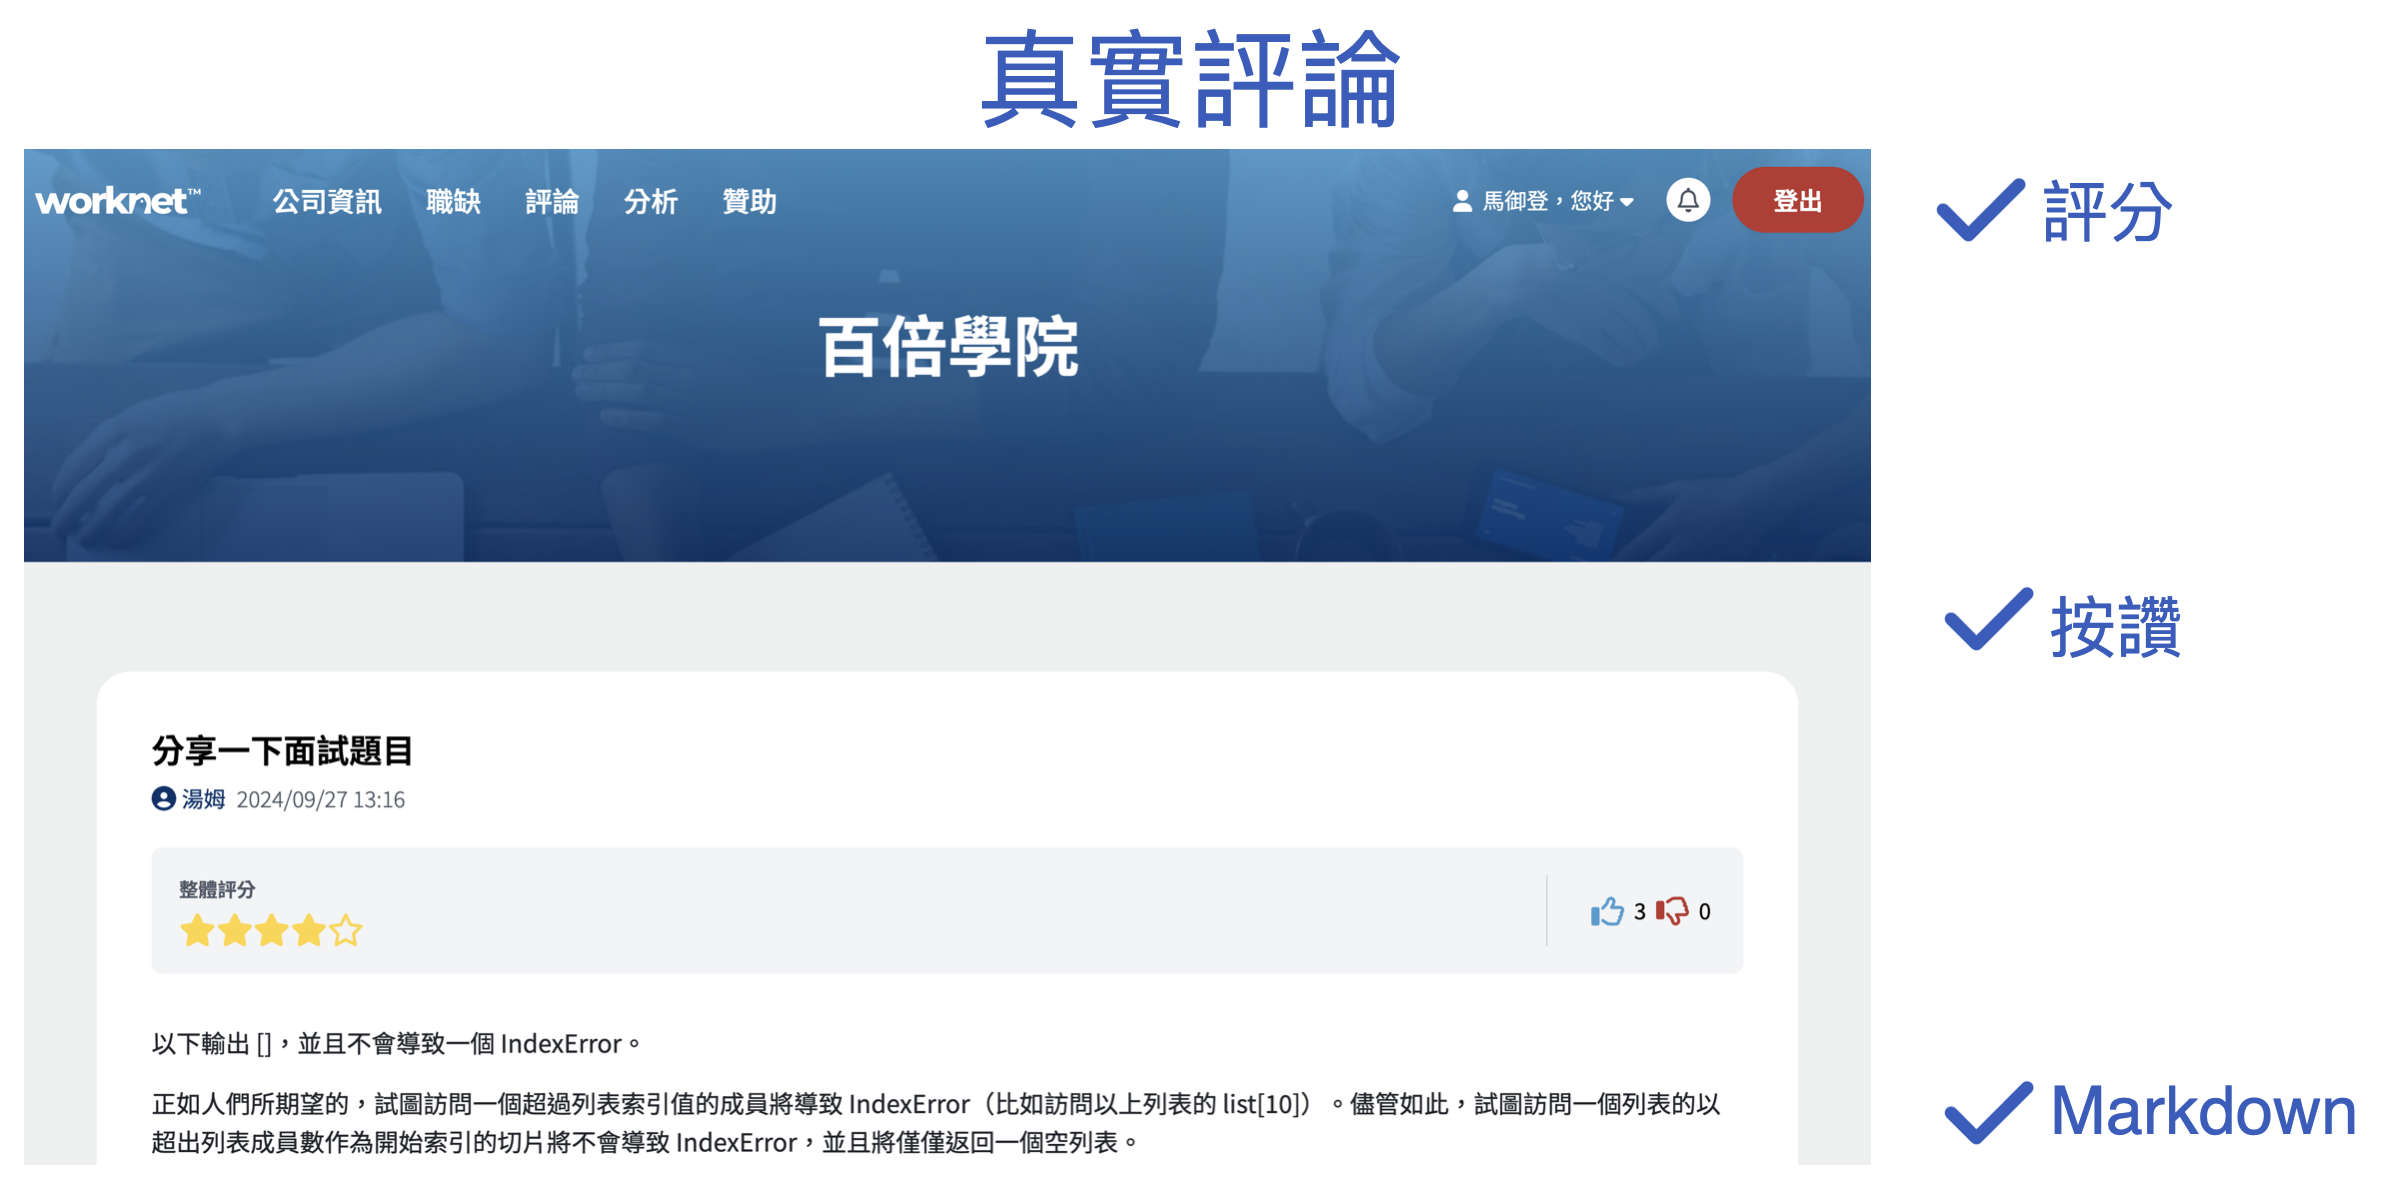 真實評論
worknet™ 公司資訊 職缺 評論 分析 贊助 馬御登，您好 登出
百倍學院
評分
按讚
Markdown
分享一下面試題目
湯姆 2024/09/27 13:16
整體評分
3 0
以下輸出 []，並且不會導致一個 IndexError。
正如人們所期望的，試圖訪問一個超過列表索引值的成員將導致 IndexError（比如訪問以上列表的 list[10]）。儘管如此，試圖訪問一個列表的以
超出列表成員數作為開始索引的切片將不會導致 IndexError，並且將僅僅返回一個空列表。